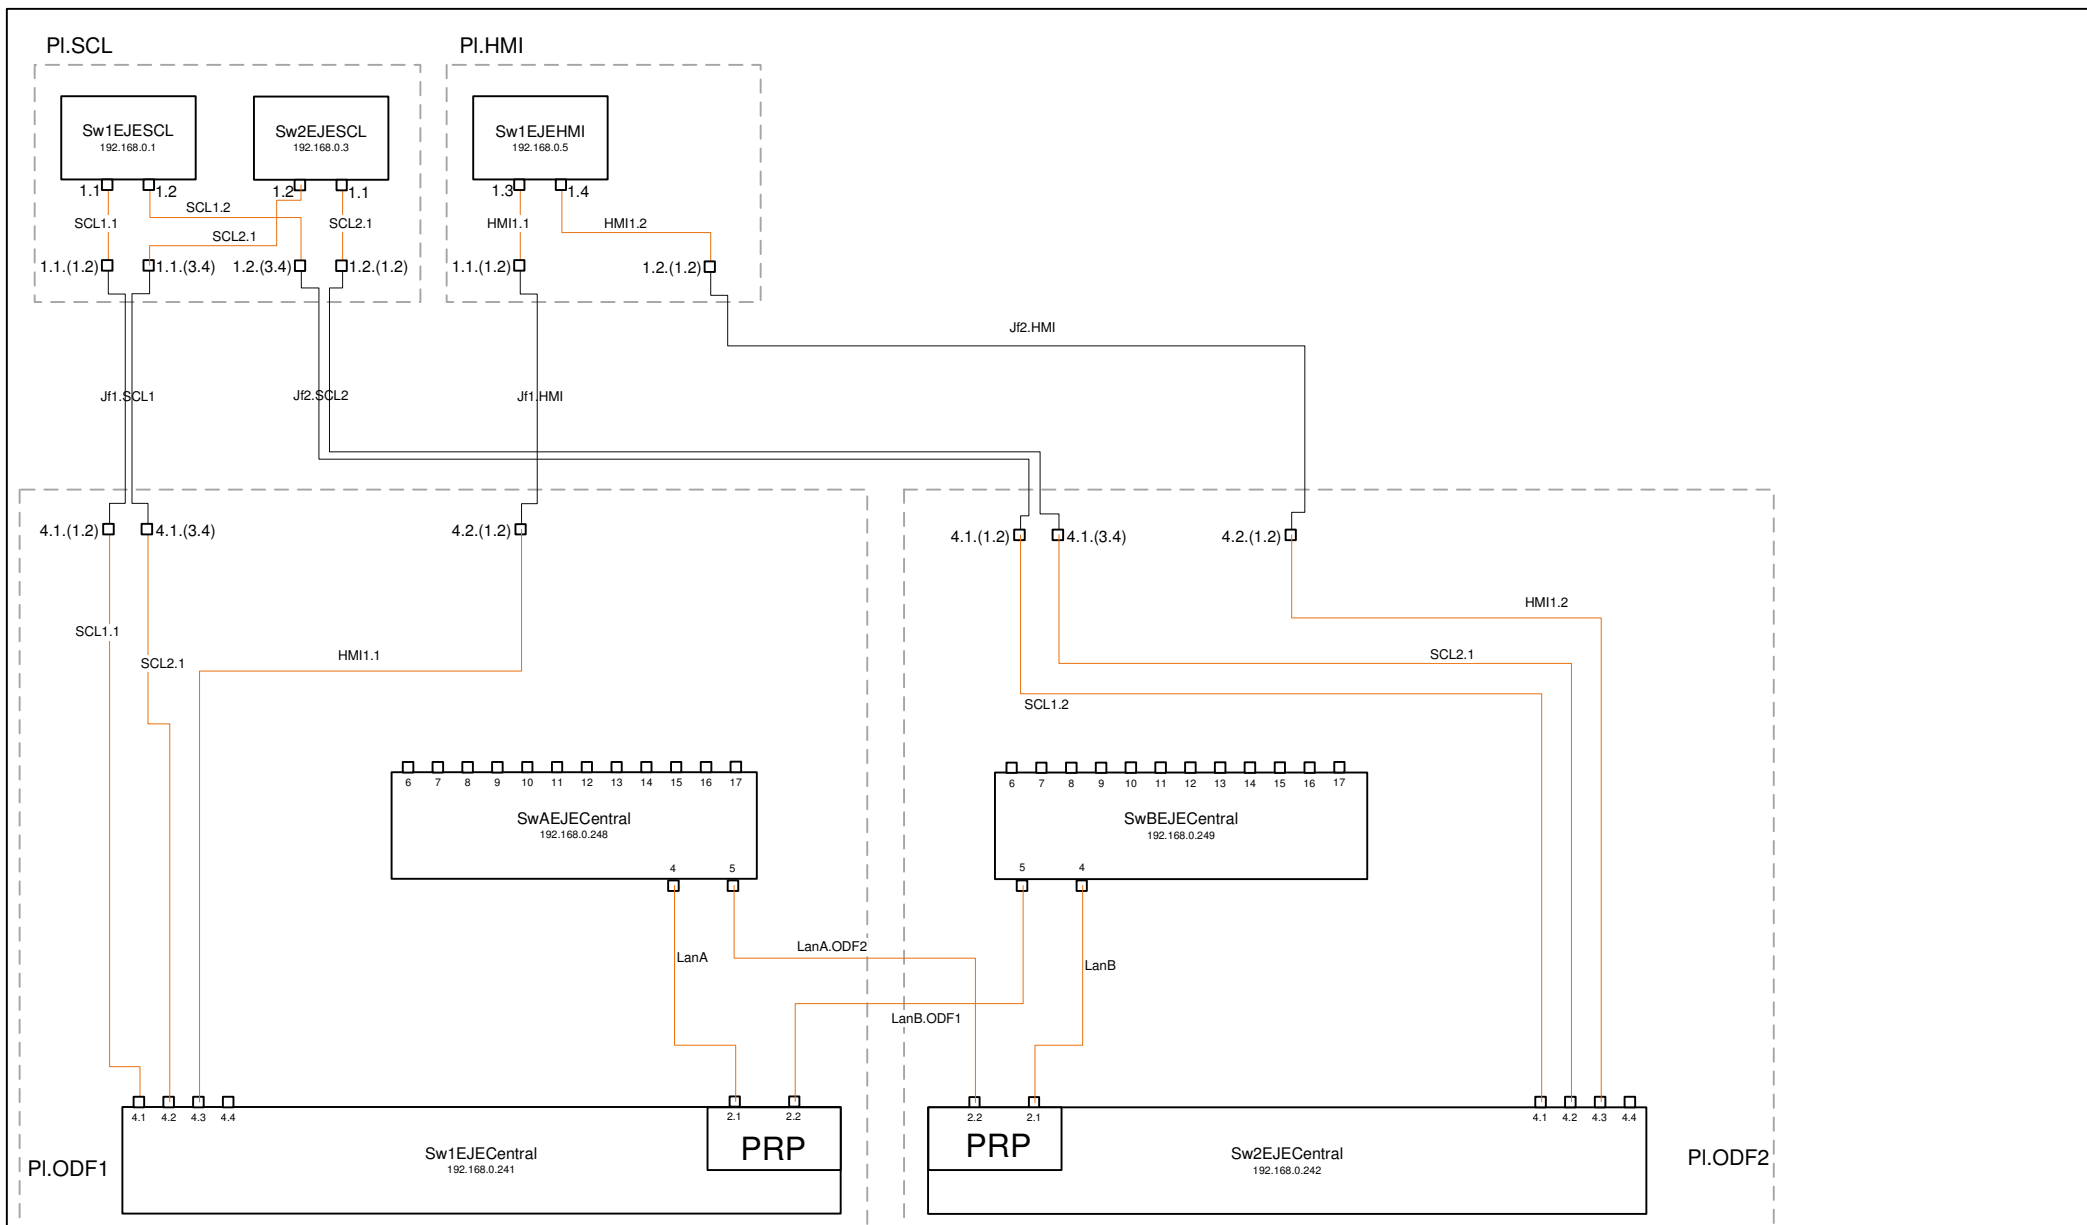 Pl.SCL
Pl.HMI
Sw1EJESCL
192.168.0.1
Sw2EJESCL
192.168.0.3
Sw1EJEHMI
192.168.0.5
1.1
1.2
1.2
1.1
1.3
1.4
SCL1.2
SCL1.1
SCL2.1
SCL2.1
HMI1.1
HMI1.2
1.1.(1.2)
1.1.(3.4)
1.2.(3.4)
1.2.(1.2)
1.1.(1.2)
1.2.(1.2)
Jf2.HMI
Jf1.SCL1
Jf2.SCL2
Jf1.HMI
4.1.(1.2)
4.1.(3.4)
4.2.(1.2)
4.1.(1.2)
4.1.(3.4)
4.2.(1.2)
HMI1.2
SCL1.1
SCL2.1
HMI1.1
SCL2.1
SCL1.2
6 7 8 9 10 11 12 13 14 15 16 17
SwAEJECentral
192.168.0.248
4 5
6 7 8 9 10 11 12 13 14 15 16 17
SwBEJECentral
192.168.0.249
5 4
LanA.ODF2
LanA
LanB
LanB.ODF1
4.1 4.2 4.3 4.4
2.1 2.2
PRP
Sw1EJECentral
192.168.0.241
Pl.ODF1
2.2 2.1
PRP
4.1 4.2 4.3 4.4
Sw2EJECentral
192.168.0.242
Pl.ODF2